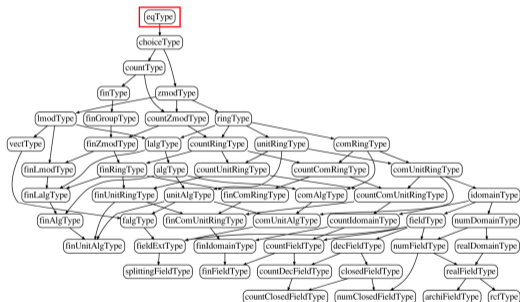 eqType
choiceType
countType
finType zmodType
lmodType finGroupType countZmodType ringType
vectType finZmodType lalgType countRingType unitRingType comRingType
finLmodType finRingType algType countUnitRingType countComRingType comUnitRingType
finLalgType finUnitRingType unitAlgType finComRingType comAlgType countComUnitRingType idomainType
finAlgType falgType finComUnitRingType comUnitAlgType countIdomainType fieldType numDomainType
finUnitAlgType fieldExtType finIdomainType countFieldType decFieldType numFieldType realDomainType
splittingFieldType finFieldType countDecFieldType closedFieldType realFieldType
countClosedFieldType numClosedFieldType archiFieldType rcfType